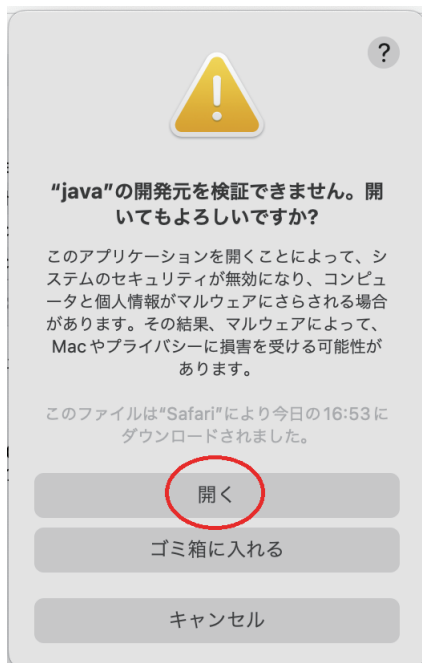 ?
“java”の開発元を検証できません。開
いてもよろしいですか?
このアプリケーションを開くことによって、シ
ステムのセキュリティが無効になり、コンピュ
ータと個人情報がマルウェアにさらされる場合
があります。その結果、マルウェアによって、
Macやプライバシーに損害を受ける可能性が
あります。
このファイルは“Safari”により今日の16:53に
ダウンロードされました。
開く
ゴミ箱に入れる
キャンセル